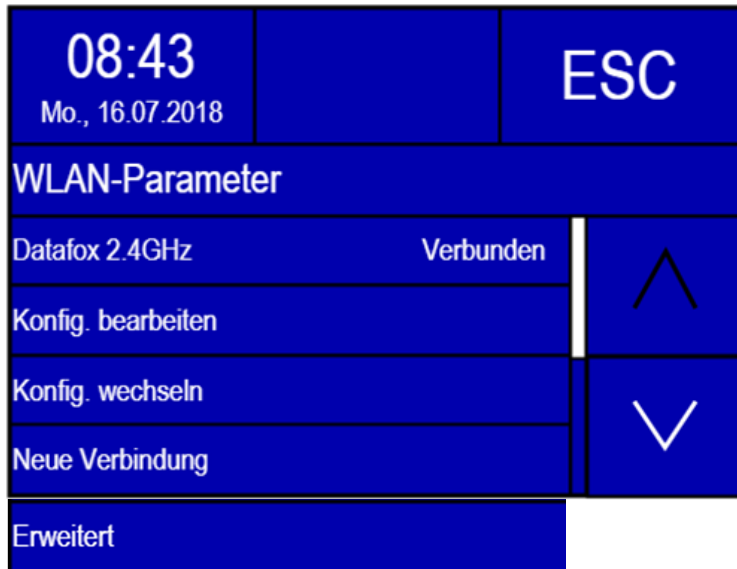 08:43
Mo., 16.07.2018
ESC
WLAN-Parameter
Datafox 2.4GHz Verbunden
Konfig. bearbeiten
Konfig. wechseln
Neue Verbindung
Erweitert